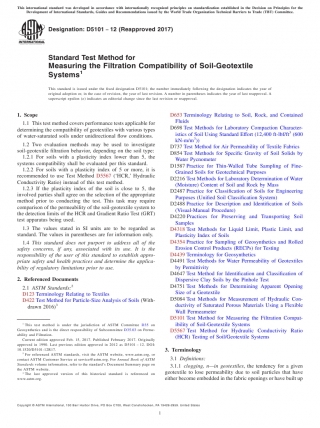 This international standard was developed in accordance with internationally recognized principles on standardization established in the Decision on Principles for the
Development of International Standards, Guides and Recommendations issued by the World Trade Organization Technical Barriers to Trade (TBT) Committee.
Designation: D5101 − 12 (Reapproved 2017)
INTERNATIONAL
Standard Test Method for
Measuring the Filtration Compatibility of Soil-Geotextile
Systems1
This standard is issued under the fixed designation D5101; the number immediately following the designation indicates the year of
original adoption or, in the case of revision, the year of last revision. A number in parentheses indicates the year of last reapproval. A
superscript epsilon (ε) indicates an editorial change since the last revision or reapproval.
1. Scope
1.1 This test method covers performance tests applicable for
determining the compatibility of geotextiles with various types
of water-saturated soils under unidirectional flow conditions.
1.2 Two evaluation methods may be used to investigate
soil-geotextile filtration behavior, depending on the soil type:
1.2.1 For soils with a plasticity index lower than 5, the
systems compatibility shall be evaluated per this standard.
1.2.2 For soils with a plasticity index of 5 or more, it is
recommended to use Test Method D5567 (‘HCR,’ Hydraulic
Conductivity Ratio) instead of this test method.
1.2.3 If the plasticity index of the soil is close to 5, the
involved parties shall agree on the selection of the appropriate
method prior to conducting the test. This task may require
comparison of the permeability of the soil-geotextile system to
the detection limits of the HCR and Gradient Ratio Test (GRT)
test apparatus being used.
1.3 The values stated in SI units are to be regarded as
standard. The values in parentheses are for information only.
1.4 This standard does not purport to address all of the
safety concerns, if any, associated with its use. It is the
responsibility of the user of this standard to establish appro-
priate safety and health practices and determine the applica-
bility of regulatory limitations prior to use.
2. Referenced Documents
2.1 ASTM Standards:2
D123 Terminology Relating to Textiles
D422 Test Method for Particle-Size Analysis of Soils (With-
drawn 2016)3
1 This test method is under the jurisdiction of ASTM Committee D35 on
Geosynthetics and is the direct responsibility of Subcommittee D35.03 on Perme-
ability and Filtration.
Current edition approved Feb. 15, 2017. Published February 2017. Originally
approved in 1990. Last previous edition approved in 2012 as D5101 – 12. DOI:
10.1520/D5101-12R17.
2 For referenced ASTM standards, visit the ASTM website, www.astm.org, or
contact ASTM Customer Service at service@astm.org. For Annual Book of ASTM
Standards volume information, refer to the standard's Document Summary page on
the ASTM website.
3 The last approved version of this historical standard is referenced on
www.astm.org.
D653 Terminology Relating to Soil, Rock, and Contained
Fluids
D698 Test Methods for Laboratory Compaction Character-
istics of Soil Using Standard Effort (12,400 ft-lbf/ft3 (600
kN-m/m3))
D737 Test Method for Air Permeability of Textile Fabrics
D854 Test Methods for Specific Gravity of Soil Solids by
Water Pycnometer
D1587 Practice for Thin-Walled Tube Sampling of Fine-
Grained Soils for Geotechnical Purposes
D2216 Test Methods for Laboratory Determination of Water
(Moisture) Content of Soil and Rock by Mass
D2487 Practice for Classification of Soils for Engineering
Purposes (Unified Soil Classification System)
D2488 Practice for Description and Identification of Soils
(Visual-Manual Procedure)
D4220 Practices for Preserving and Transporting Soil
Samples
D4318 Test Methods for Liquid Limit, Plastic Limit, and
Plasticity Index of Soils
D4354 Practice for Sampling of Geosynthetics and Rolled
Erosion Control Products (RECPs) for Testing
D4439 Terminology for Geosynthetics
D4491 Test Methods for Water Permeability of Geotextiles
by Permittivity
D4647 Test Method for Identification and Classification of
Dispersive Clay Soils by the Pinhole Test
D4751 Test Methods for Determining Apparent Opening
Size of a Geotextile
D5084 Test Methods for Measurement of Hydraulic Con-
ductivity of Saturated Porous Materials Using a Flexible
Wall Permeameter
D5101 Test Method for Measuring the Filtration Compat-
ibility of Soil-Geotextile Systems
D5567 Test Method for Hydraulic Conductivity Ratio
(HCR) Testing of Soil/Geotextile Systems
3. Terminology
3.1 Definitions:
3.1.1 clogging, n—in geotextiles, the tendency for a given
geotextile to lose permeability due to soil particles that have
either become embedded in the fabric openings or have built up
Copyright © ASTM International, 100 Barr Harbor Drive, PO Box C700, West Conshohocken, PA 19428-2959. United States
1